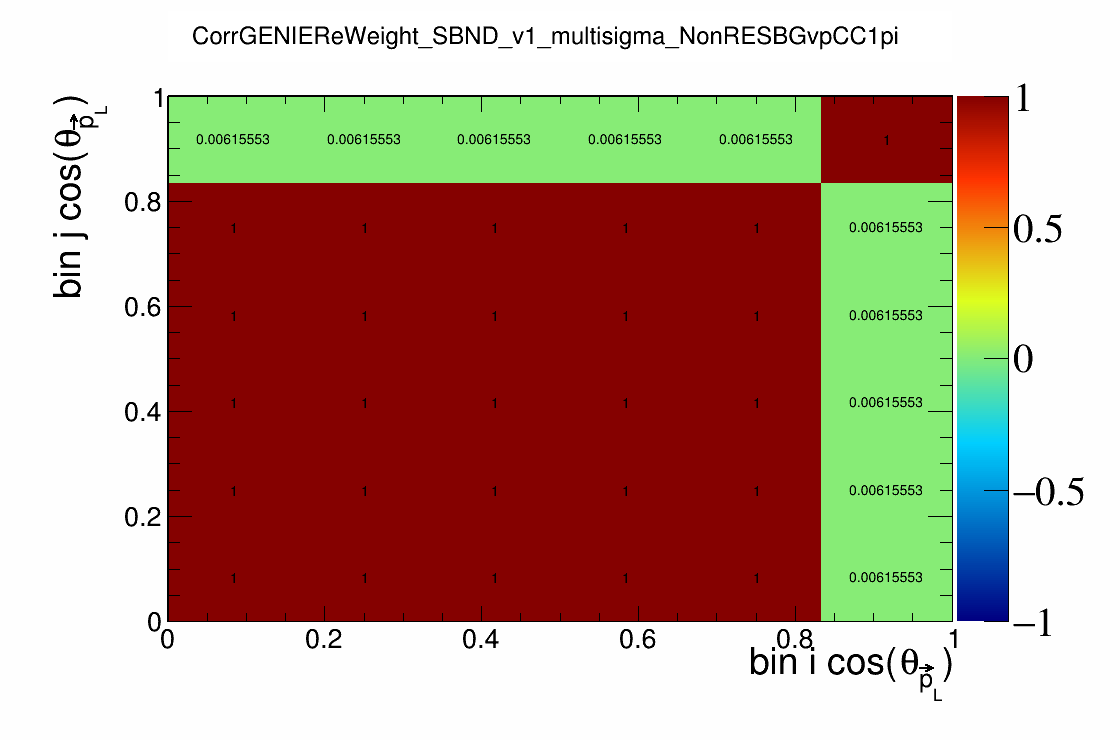 CorrGENIEReWeight_SBND_v1_multisigma_NonRESBGvpCC1pi
bin j cos(θ_p⃗_L)
1
0.8
0.6
0.4
0.2
0
0.00615553 0.00615553 0.00615553 0.00615553 0.00615553 1
1 1 1 1 1 0.00615553
1 1 1 1 1 0.00615553
1 1 1 1 1 0.00615553
1 1 1 1 1 0.00615553
1 1 1 1 1 0.00615553
0 0.2 0.4 0.6 0.8 1
bin i cos(θ_p⃗_L)
1
0.5
0
−0.5
−1